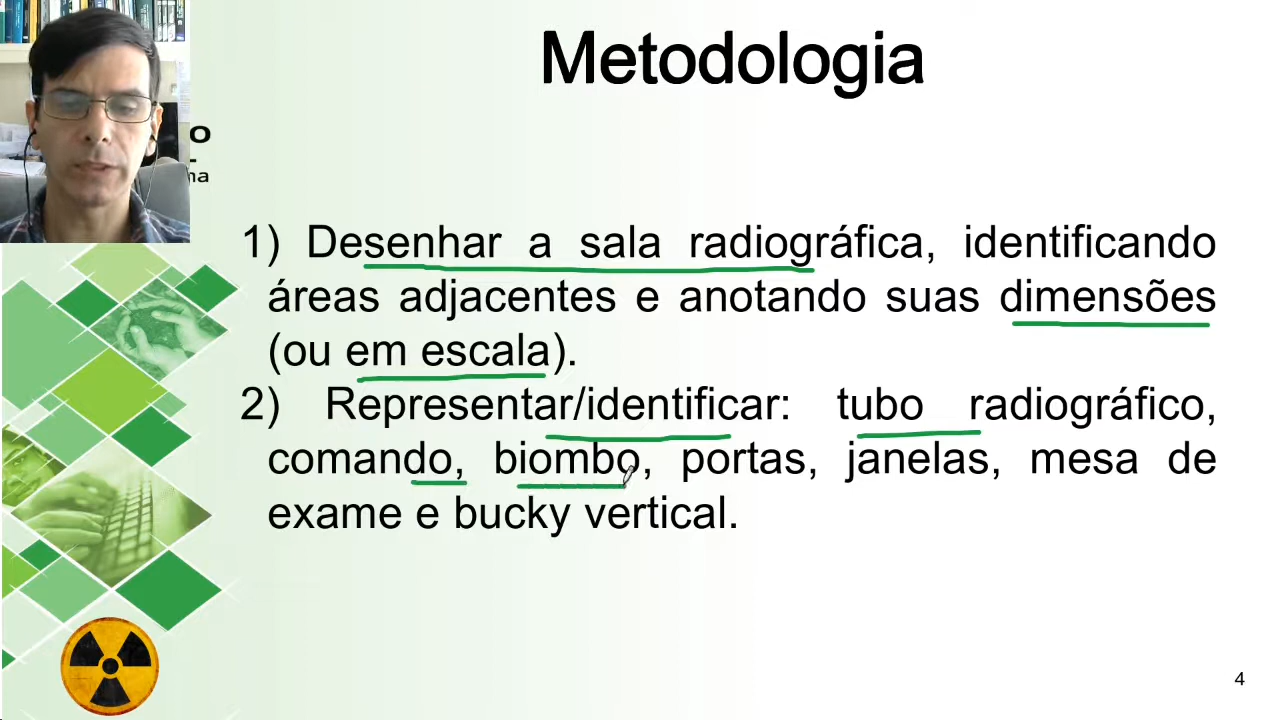 Metodologia
o
na
1) Desenhar a sala radiográfica, identificando
áreas adjacentes e anotando suas dimensões
(ou em escala).
2) Representar/identificar: tubo radiográfico,
comando, biombo, portas, janelas, mesa de
exame e bucky vertical.
4